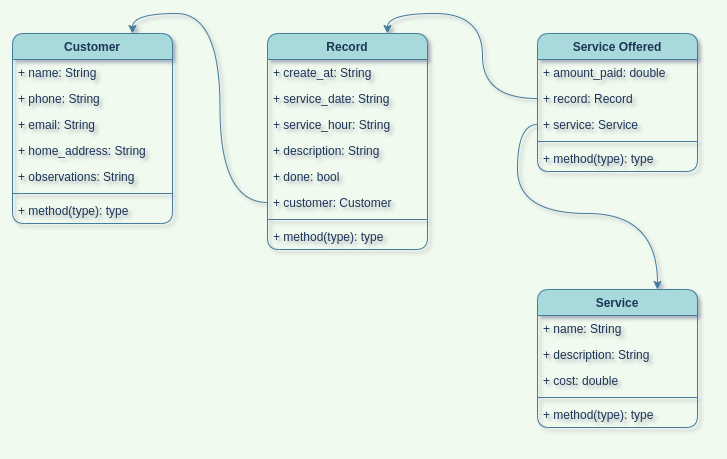 Customer
+ name: String
+ phone: String
+ email: String
+ home_address: String
+ observations: String
+ method(type): type
Record
+ create_at: String
+ service_date: String
+ service_hour: String
+ description: String
+ done: bool
+ customer: Customer
+ method(type): type
Service Offered
+ amount_paid: double
+ record: Record
+ service: Service
+ method(type): type
Service
+ name: String
+ description: String
+ cost: double
+ method(type): type